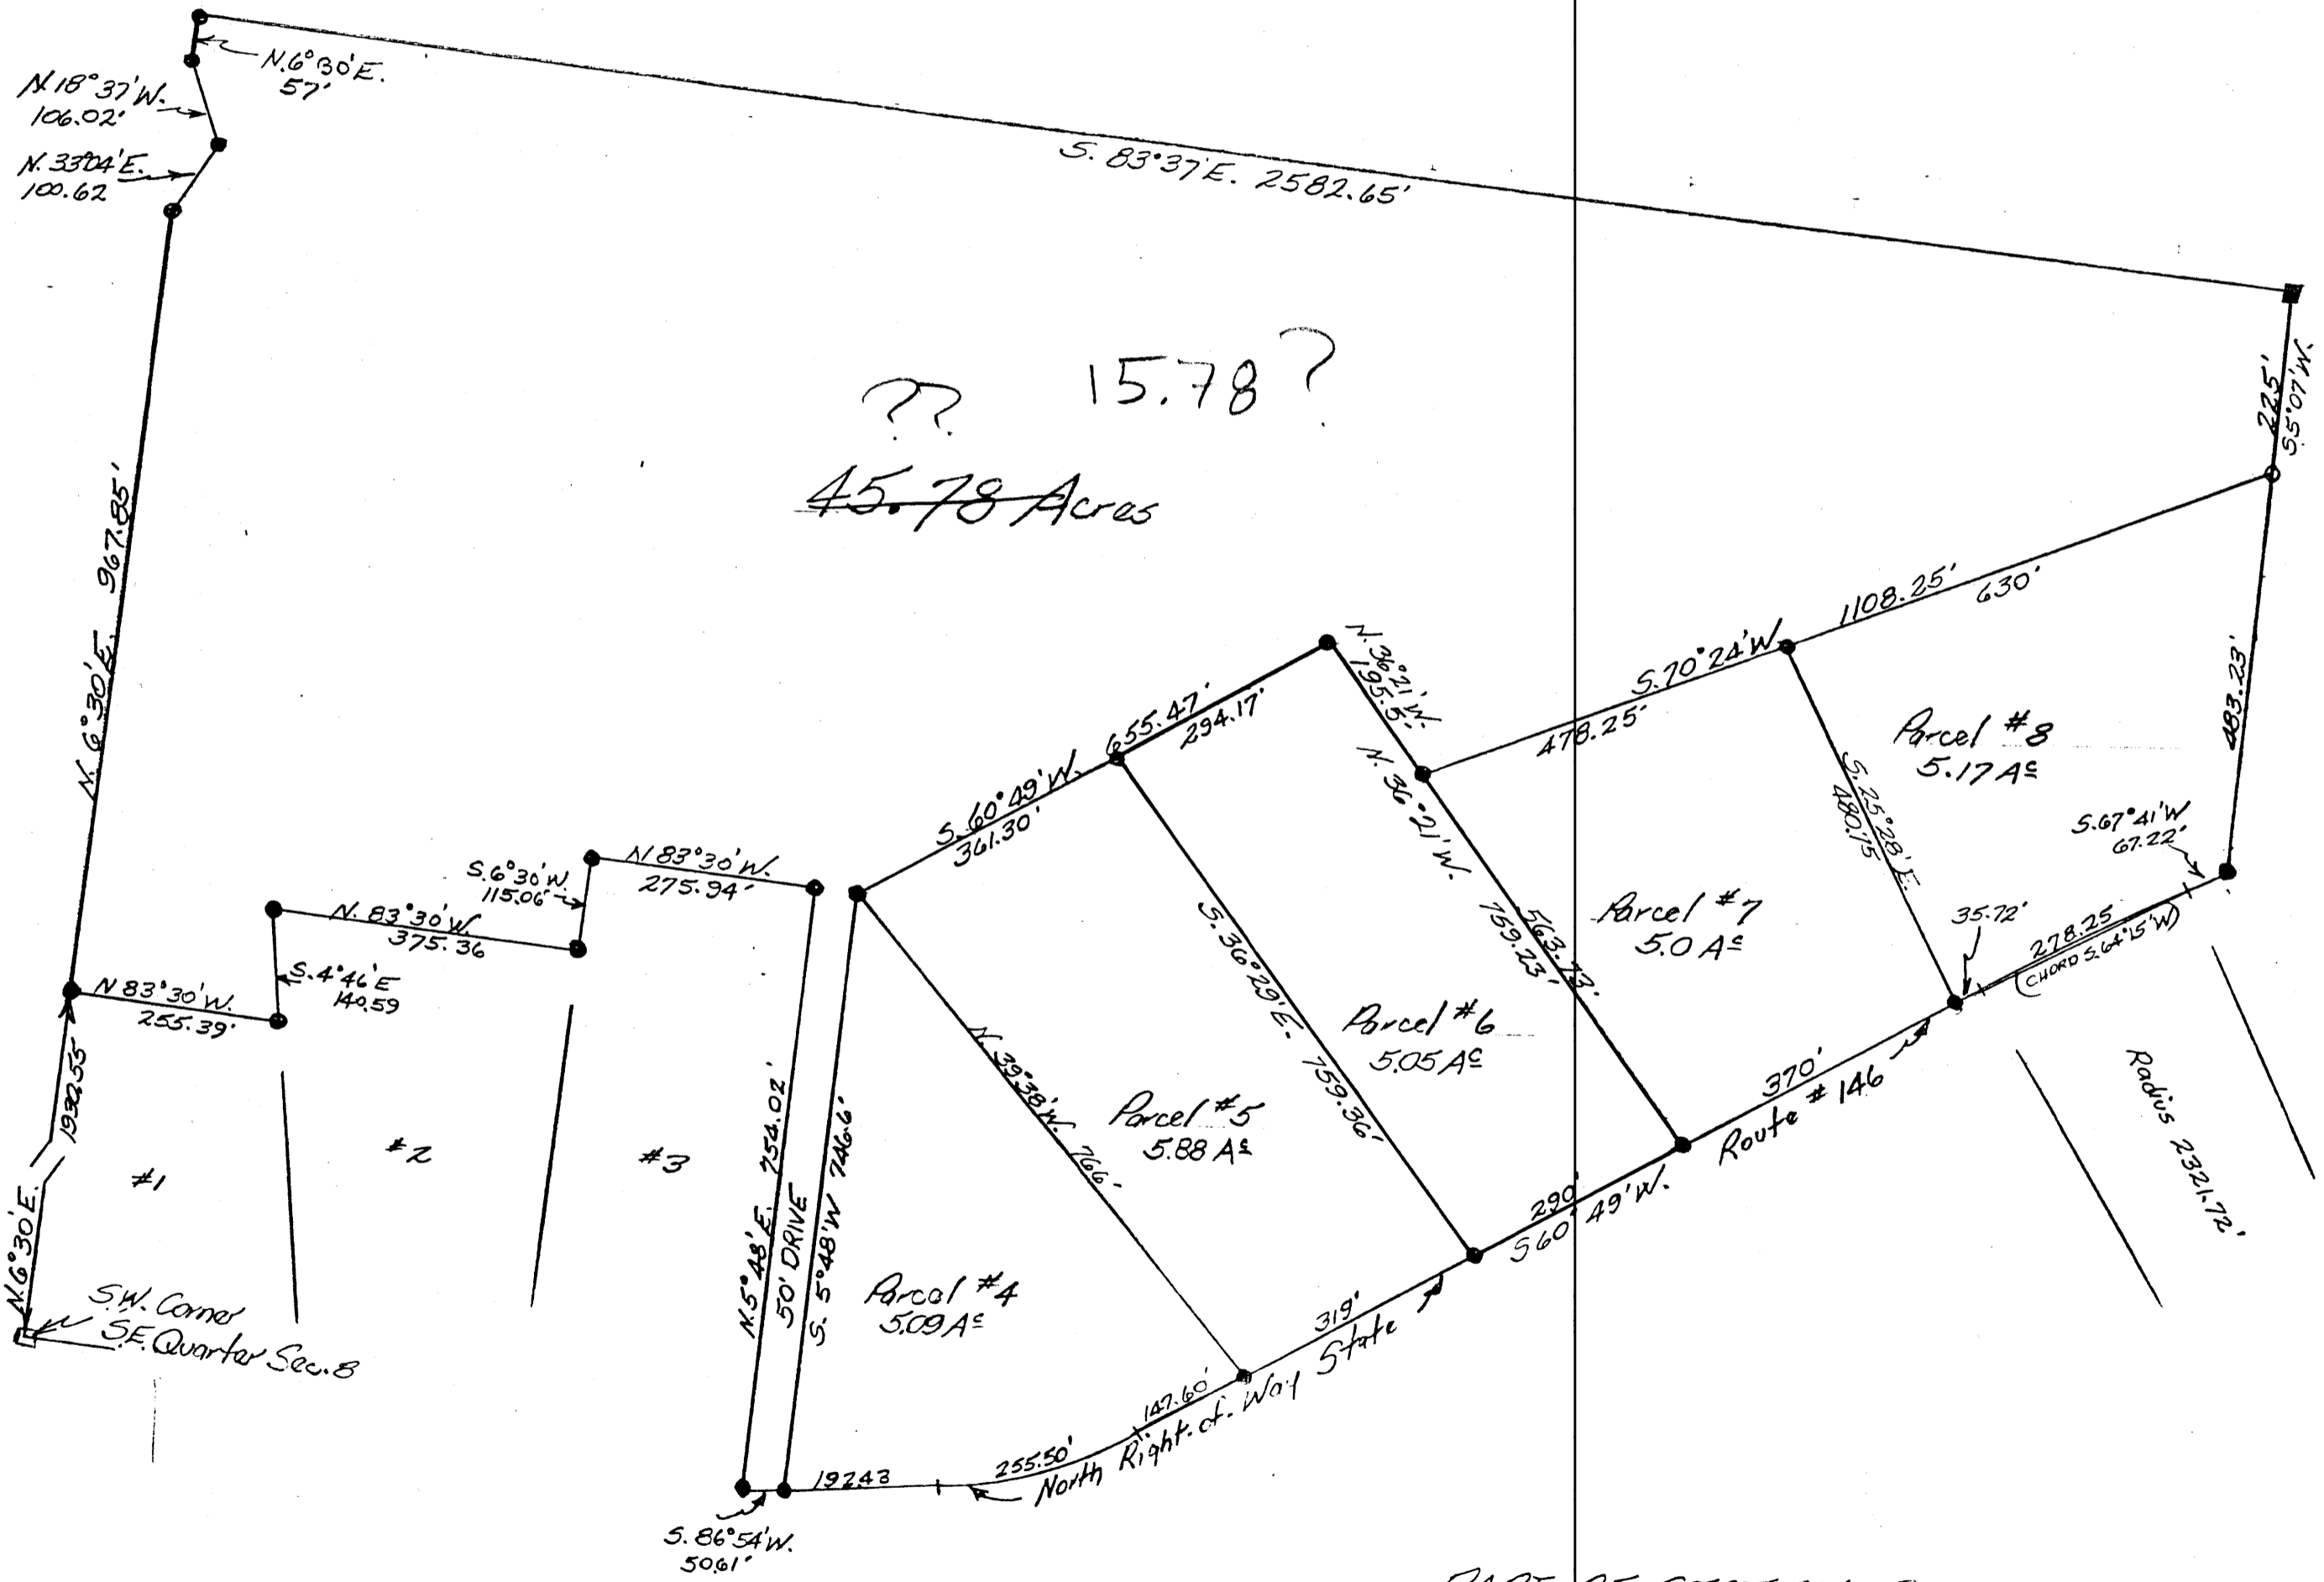 N.6°30'E.
57'
N.18°37'W.
106.02'
N.33°04'E.
100.62
S. 83°37'E. 2582.65'
?? 15.78 ?
45.78 Acres
225'
S5°07'W.
N. 6°30'E. 967.85'
1108.25'
630'
N.36°21'W.
195.5'
S.70°24'W.
478.25'
655.47'
294.17'
S. 60°49'W.
361.30'
Parcel #8
5.17 Ac
483.23'
N. 36°21'W.
563.73'
759.23'
S. 25°28'E.
480.15
S.67°41'W
67.22'
N 83°30'W.
275.94'
S.6°30'W.
115.06'
N. 83°30'W.
375.36
S. 4°46'E
140.59
N 83°30'W.
255.39'
Parcel #7
5.0 Ac
35.72'
278.25
(CHORD S.64°15'W)
S. 36°29'E. 759.36'
Parcel #6
5.05 Ac
N. 39°38'W. 766'
Parcel #5
5.88 Ac
370'
Route #146
Radius 2321.72'
#1
#2
#3
N.5°48'E. 754.02'
50' DRIVE
S. 5°48'W 746.6'
N.6°30'E.
S.W. Corner
S.E. Quarter Sec. 8
Parcel #4
5.09 Ac
290'
S60°49'W.
319'
147.60'
255.50'
192.43
North Right-of-Way State
S. 86°54'W.
50.61'